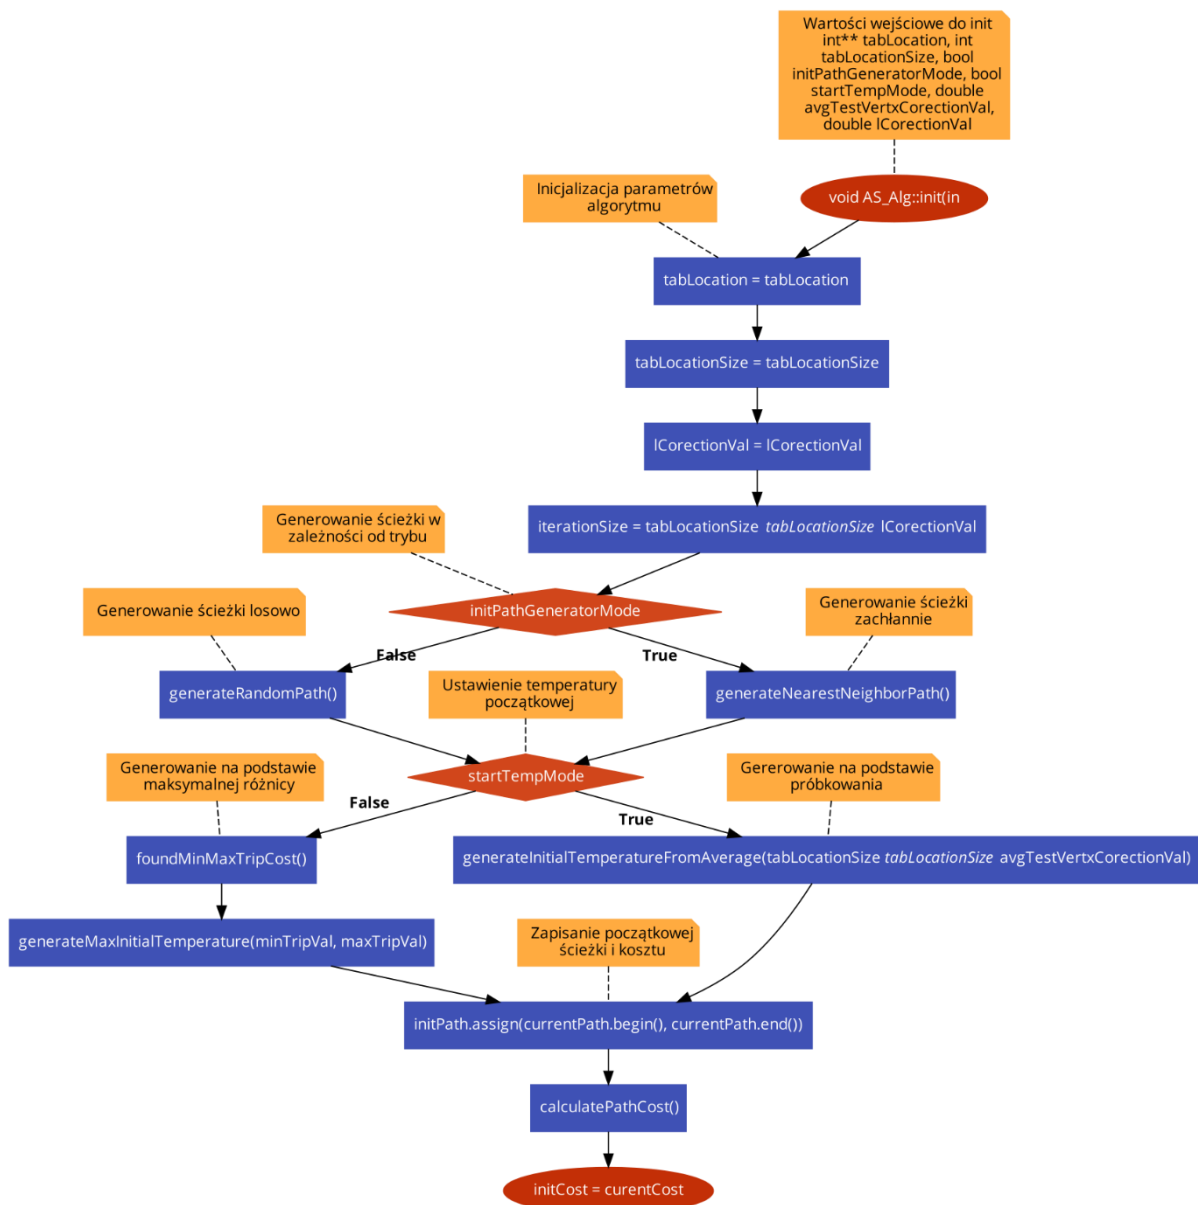 Wartości wejściowe do init
int** tabLocation, int
tabLocationSize, bool
initPathGeneratorMode, bool
startTempMode, double
avgTestVertxCorectionVal,
double lCorectionVal
Inicjalizacja parametrów
algorytmu
void AS_Alg::init(in
tabLocation = tabLocation
tabLocationSize = tabLocationSize
lCorectionVal = lCorectionVal
Generowanie ścieżki w
zależności od trybu
iterationSize = tabLocationSize tabLocationSize lCorectionVal
Generowanie ścieżki losowo
initPathGeneratorMode
Generowanie ścieżki
zachłannie
False
True
generateRandomPath()
Ustawienie temperatury
początkowej
generateNearestNeighborPath()
Generowanie na podstawie
maksymalnej różnicy
startTempMode
Gererowanie na podstawie
próbkowania
False
True
foundMinMaxTripCost()
generateInitialTemperatureFromAverage(tabLocationSize tabLocationSize avgTestVertxCorectionVal)
generateMaxInitialTemperature(minTripVal, maxTripVal)
Zapisanie początkowej
ścieżki i kosztu
initPath.assign(currentPath.begin(), currentPath.end())
calculatePathCost()
initCost = curentCost